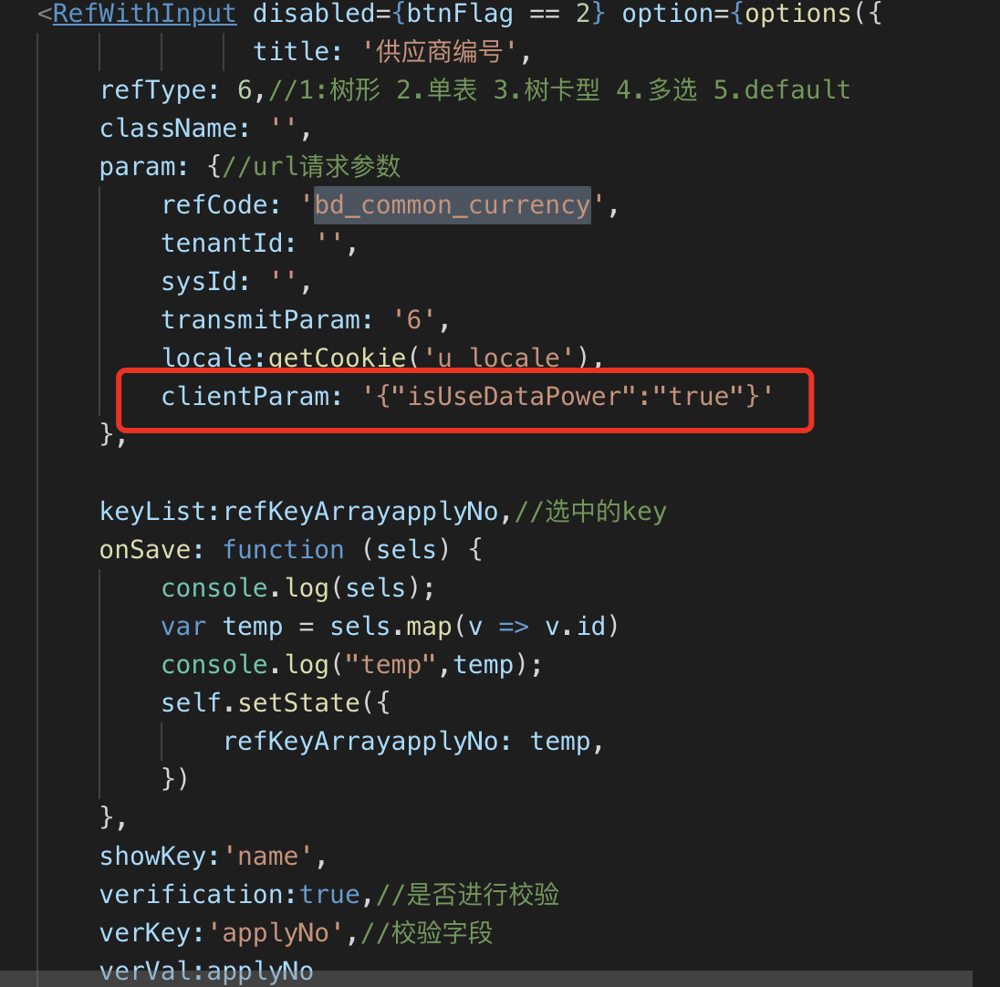 <RefWithInput disabled={btnFlag == 2} option={options({
title: '供应商编号',
refType: 6,//1:树形 2.单表 3.树卡型 4.多选 5.default
className: '',
param: {//url请求参数
refCode: 'bd_common_currency',
tenantId: '',
sysId: '',
transmitParam: '6',
locale:getCookie('u_locale'),
clientParam: '{"isUseDataPower":"true"}'
},
keyList:refKeyArrayapplyNo,//选中的key
onSave: function (sels) {
console.log(sels);
var temp = sels.map(v => v.id)
console.log("temp",temp);
self.setState({
refKeyArrayapplyNo: temp,
})
},
showKey:'name',
verification:true,//是否进行校验
verKey:'applyNo',//校验字段
verVal:applyNo